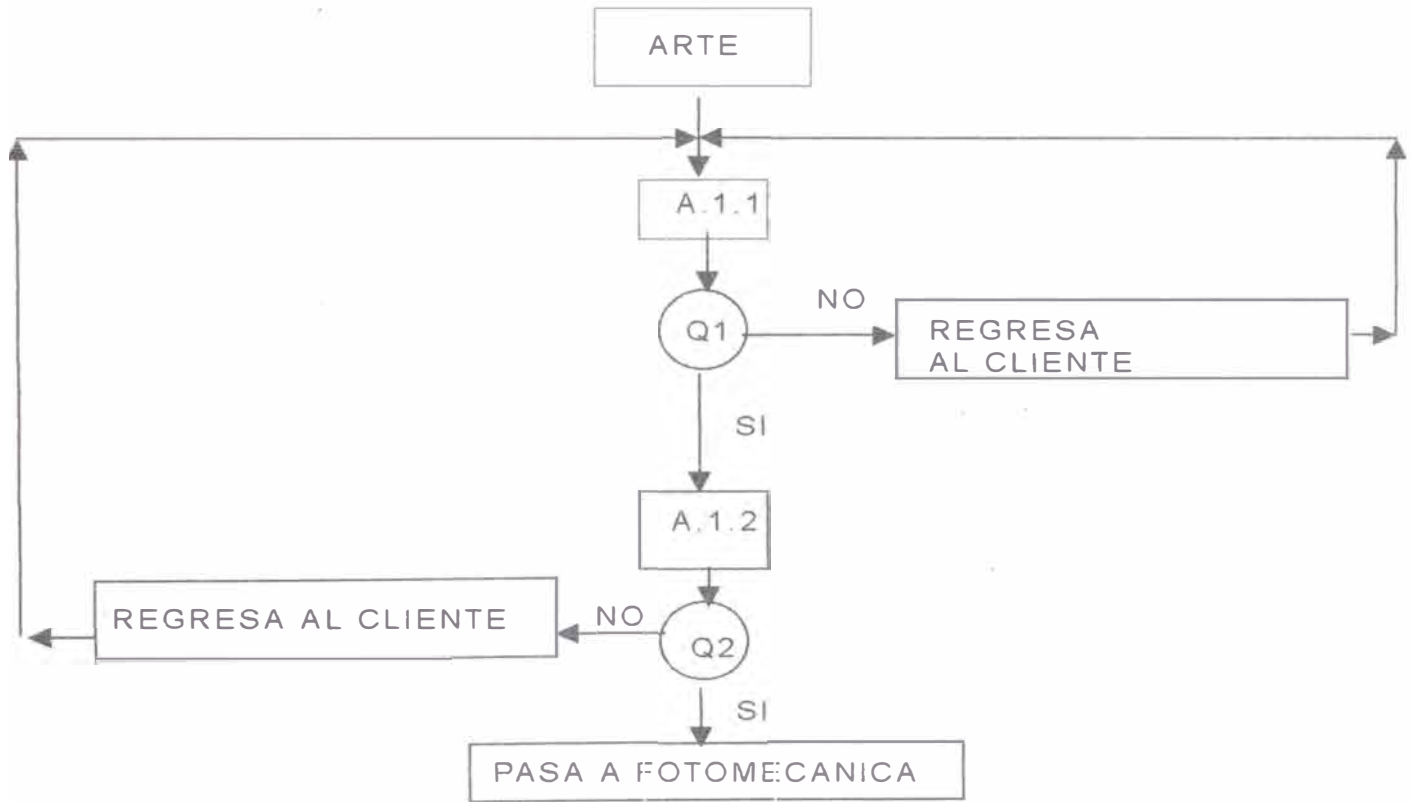 ARTE
A.1.1
Q1
NO
REGRESA
AL CLIENTE
SI
A.1.2
REGRESA AL CLIENTE
NO
Q2
SI
PASA A FOTOMECANICA